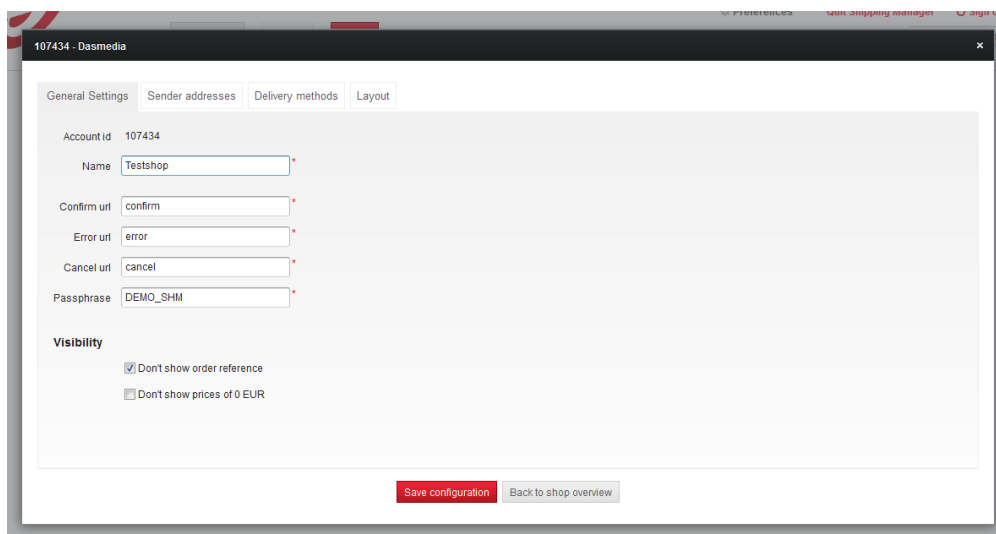 Preferences Quit Shipping Manager Sign
107434 - Dasmedia ×
General Settings Sender addresses Delivery methods Layout
Account id 107434
Name Testshop *
Confirm url confirm *
Error url error *
Cancel url cancel *
Passphrase DEMO_SHM *
Visibility
Don't show order reference
Don't show prices of 0 EUR
Save configuration Back to shop overview